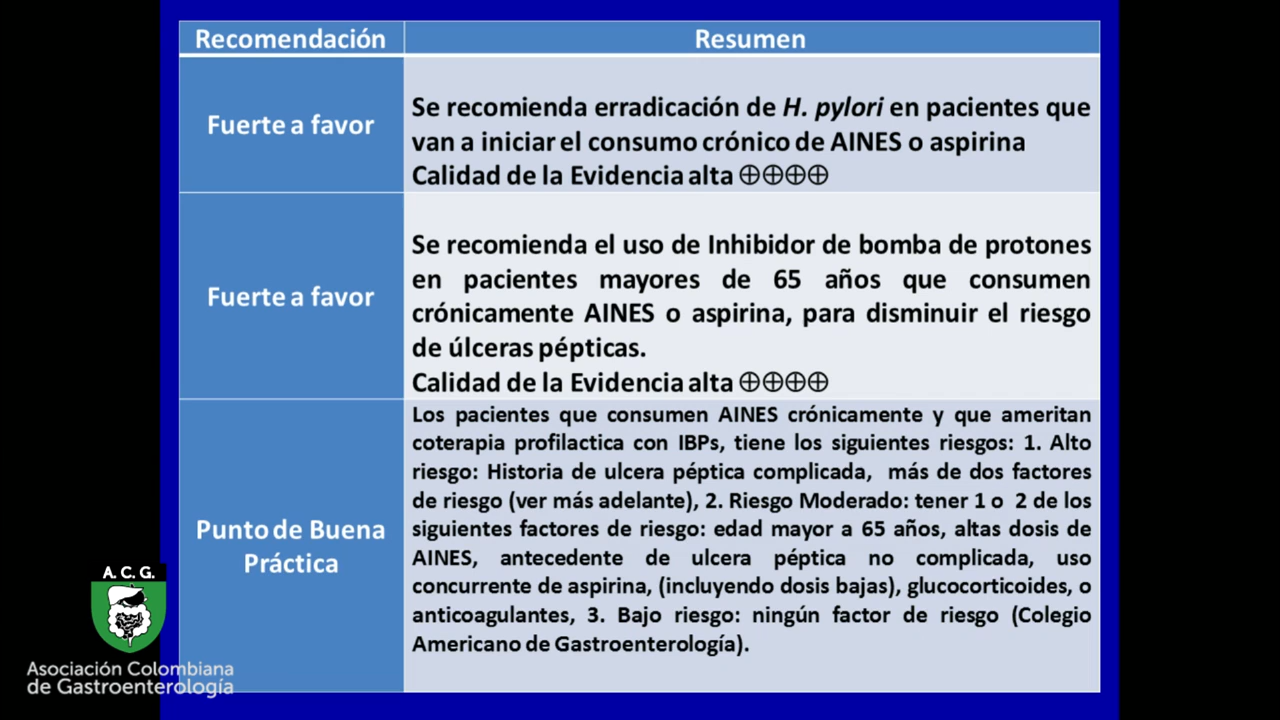 Recomendación
Resumen
Fuerte a favor
Se recomienda erradicación de H. pylori en pacientes que
van a iniciar el consumo crónico de AINES o aspirina
Calidad de la Evidencia alta ⊕⊕⊕⊕
Fuerte a favor
Se recomienda el uso de Inhibidor de bomba de protones
en pacientes mayores de 65 años que consumen
crónicamente AINES o aspirina, para disminuir el riesgo
de úlceras pépticas.
Calidad de la Evidencia alta ⊕⊕⊕⊕
Punto de Buena
Práctica
Los pacientes que consumen AINES crónicamente y que ameritan
coterapia profilactica con IBPs, tiene los siguientes riesgos: 1. Alto
riesgo: Historia de ulcera péptica complicada, más de dos factores
de riesgo (ver más adelante), 2. Riesgo Moderado: tener 1 o 2 de los
siguientes factores de riesgo: edad mayor a 65 años, altas dosis de
AINES, antecedente de ulcera péptica no complicada, uso
concurrente de aspirina, (incluyendo dosis bajas), glucocorticoides, o
anticoagulantes, 3. Bajo riesgo: ningún factor de riesgo (Colegio
Americano de Gastroenterología).
A. C. G.
Asociación Colombiana
de Gastroenterología